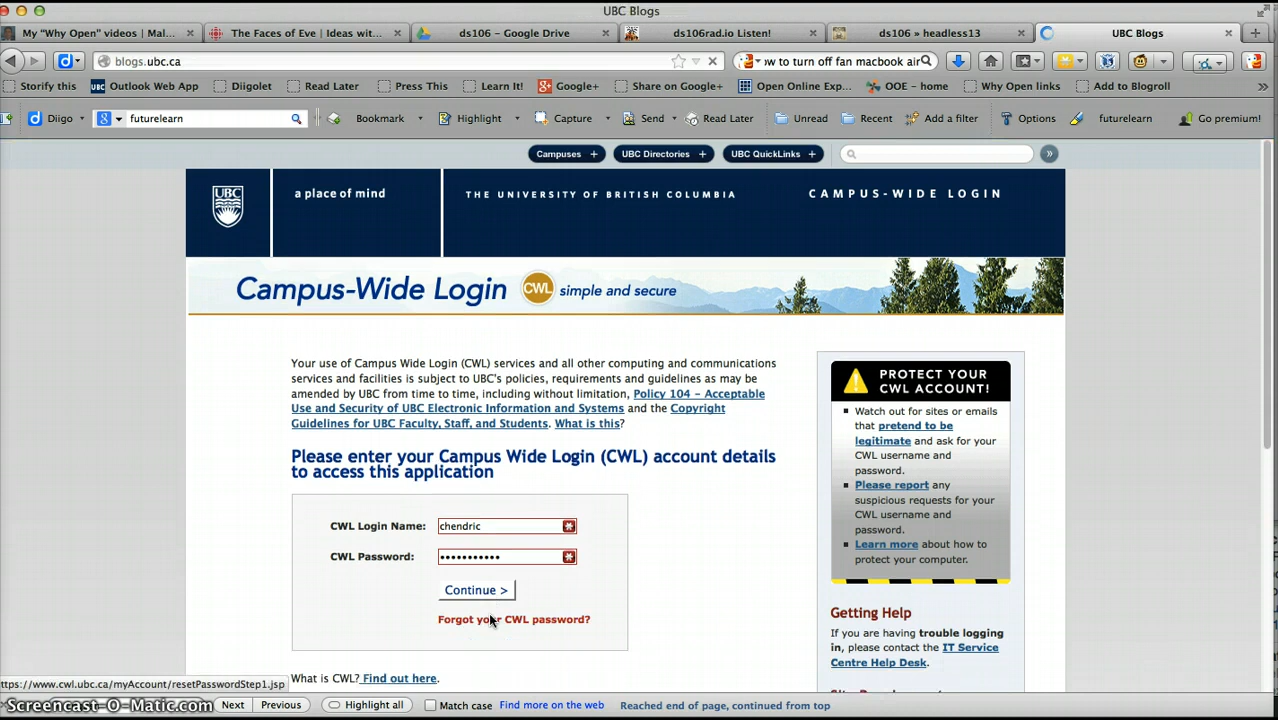 UBC Blogs
My “Why Open” videos | Mal...
The Faces of Eve | Ideas wit...
ds106 – Google Drive
ds106rad.io Listen!
ds106 » headless13
UBC Blogs
blogs.ubc.ca
w to turn off fan macbook air
Storify this
UBC Outlook Web App
Diigolet
Read Later
Press This
Learn It!
Google+
Share on Google+
Open Online Exp...
OOE – home
Why Open links
Add to Blogroll
Diigo
futurelearn
Bookmark
Highlight
Capture
Send
Read Later
Unread
Recent
Add a filter
Options
futurelearn
Go premium!
Campuses +
UBC Directories +
UBC QuickLinks +
UBC
a place of mind
THE UNIVERSITY OF BRITISH COLUMBIA
CAMPUS-WIDE LOGIN
Campus-Wide Login CWL simple and secure
Your use of Campus Wide Login (CWL) services and all other computing and communications
services and facilities is subject to UBC's policies, requirements and guidelines as may be
amended by UBC from time to time, including without limitation, Policy 104 – Acceptable
Use and Security of UBC Electronic Information and Systems and the Copyright
Guidelines for UBC Faculty, Staff, and Students. What is this?
Please enter your Campus Wide Login (CWL) account details
to access this application
CWL Login Name: chendric
CWL Password: •••••••••••
Continue >
Forgot your CWL password?
What is CWL? Find out here.
PROTECT YOUR
CWL ACCOUNT!
Watch out for sites or emails
that pretend to be
legitimate and ask for your
CWL username and
password.
Please report any
suspicious requests for your
CWL username and
password.
Learn more about how to
protect your computer.
Getting Help
If you are having trouble logging
in, please contact the IT Service
Centre Help Desk.
ttps://www.cwl.ubc.ca/myAccount/resetPasswordStep1.jsp
Screencast-O-Matic.com
Next
Previous
Highlight all
Match case
Find more on the web
Reached end of page, continued from top